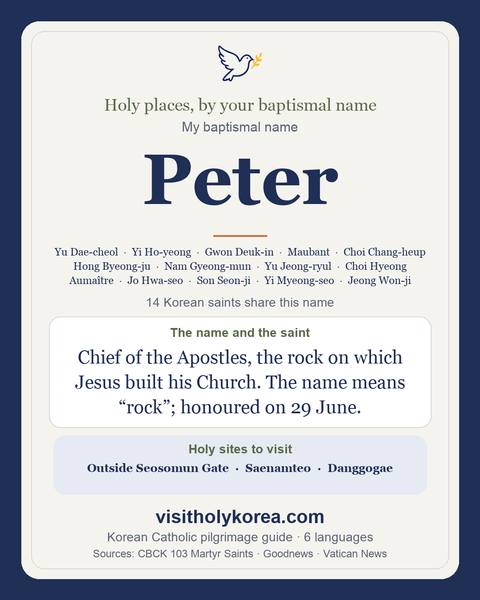 Holy places, by your baptismal name
My baptismal name
Peter
Yu Dae-cheol · Yi Ho-yeong · Gwon Deuk-in · Maubant · Choi Chang-heup
Hong Byeong-ju · Nam Gyeong-mun · Yu Jeong-ryul · Choi Hyeong
Aumaître · Jo Hwa-seo · Son Seon-ji · Yi Myeong-seo · Jeong Won-ji
14 Korean saints share this name
The name and the saint
Chief of the Apostles, the rock on which
Jesus built his Church. The name means
“rock”; honoured on 29 June.
Holy sites to visit
Outside Seosomun Gate · Saenamteo · Danggogae
visitholykorea.com
Korean Catholic pilgrimage guide · 6 languages
Sources: CBCK 103 Martyr Saints · Goodnews · Vatican News